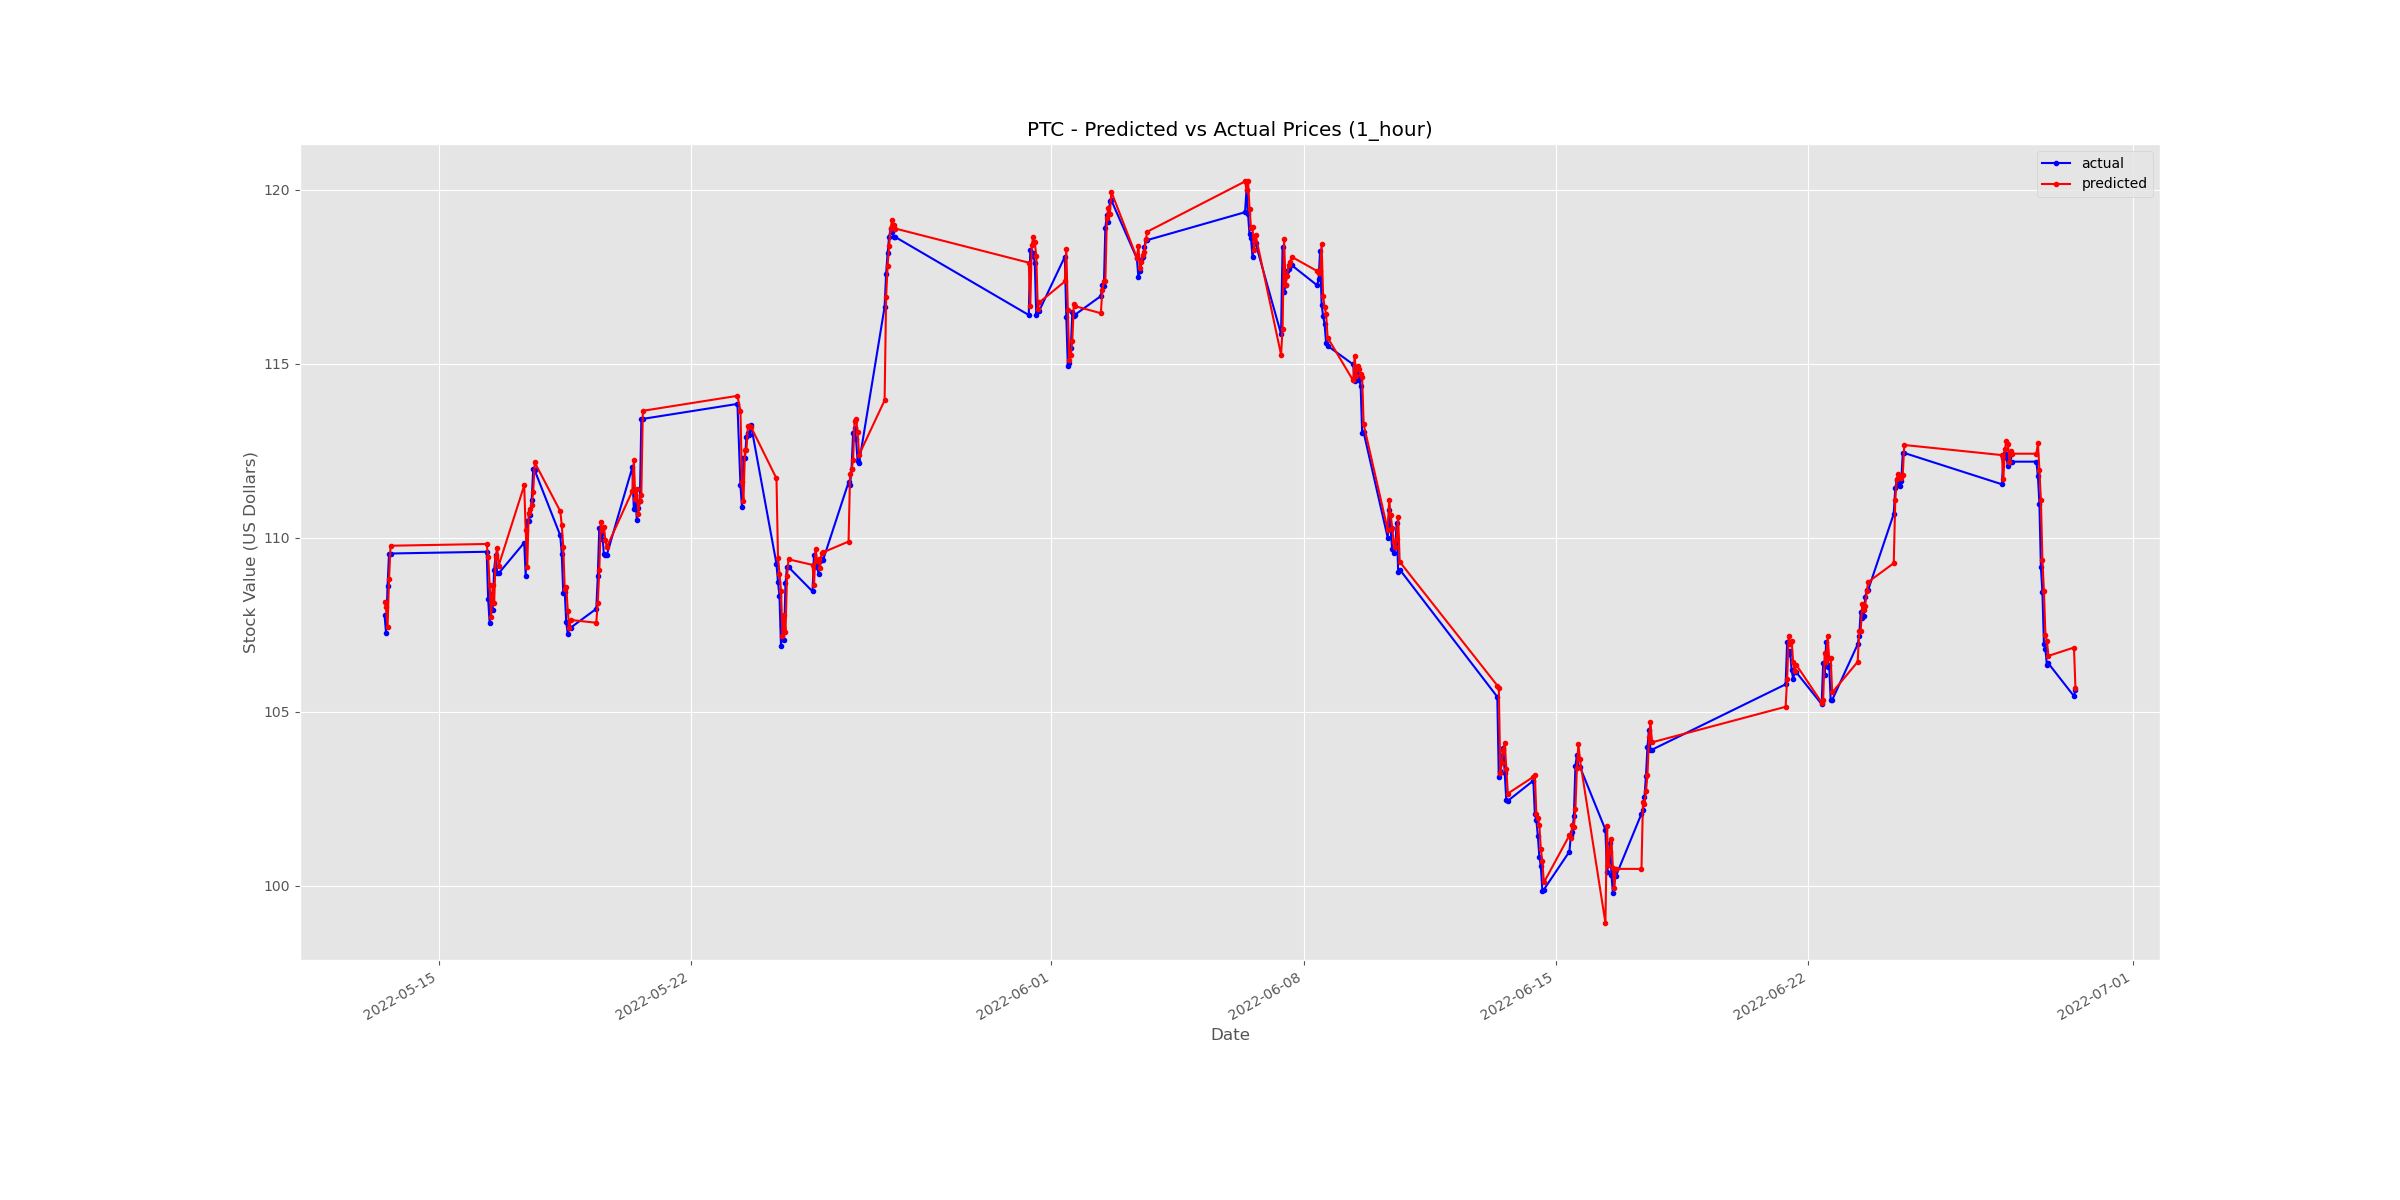 PTC - Predicted vs Actual Prices (1_hour)
actual
predicted
Stock Value (US Dollars)
120
115
110
105
100
2022-05-15
2022-05-22
2022-06-01
2022-06-08
2022-06-15
2022-06-22
2022-07-01
Date